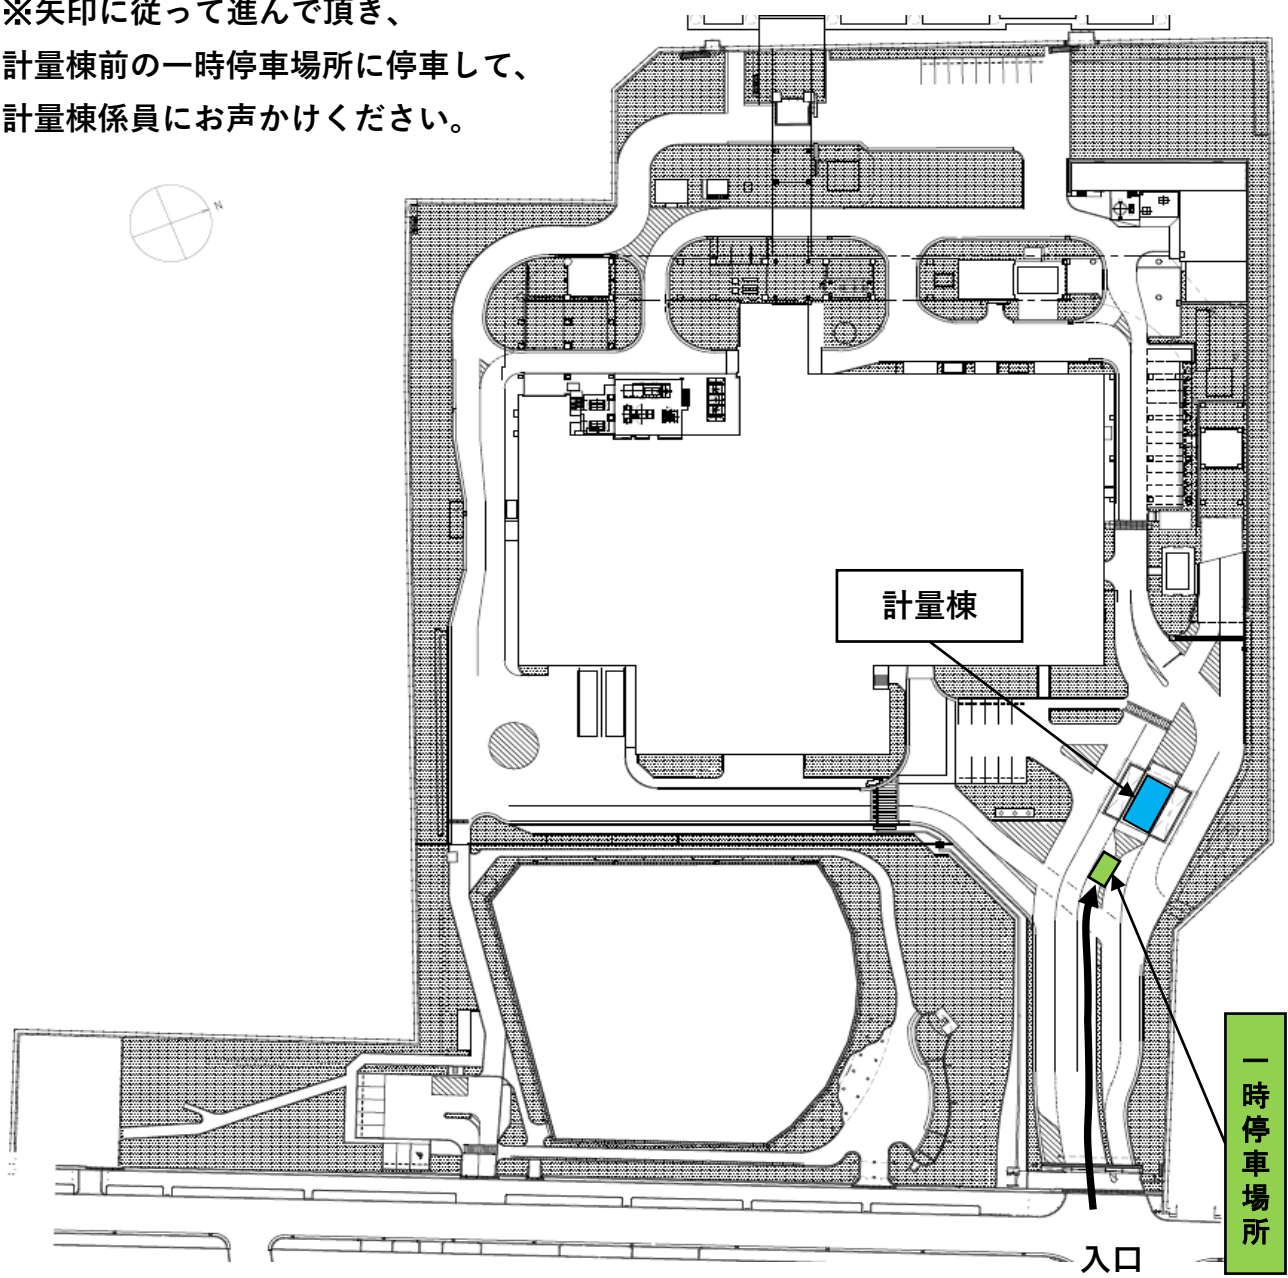 ※矢印に従って進んで頂き、
計量棟前の一時停車場所に停車して、
計量棟係員にお声かけください。
N
計量棟
一時停車場所
入口